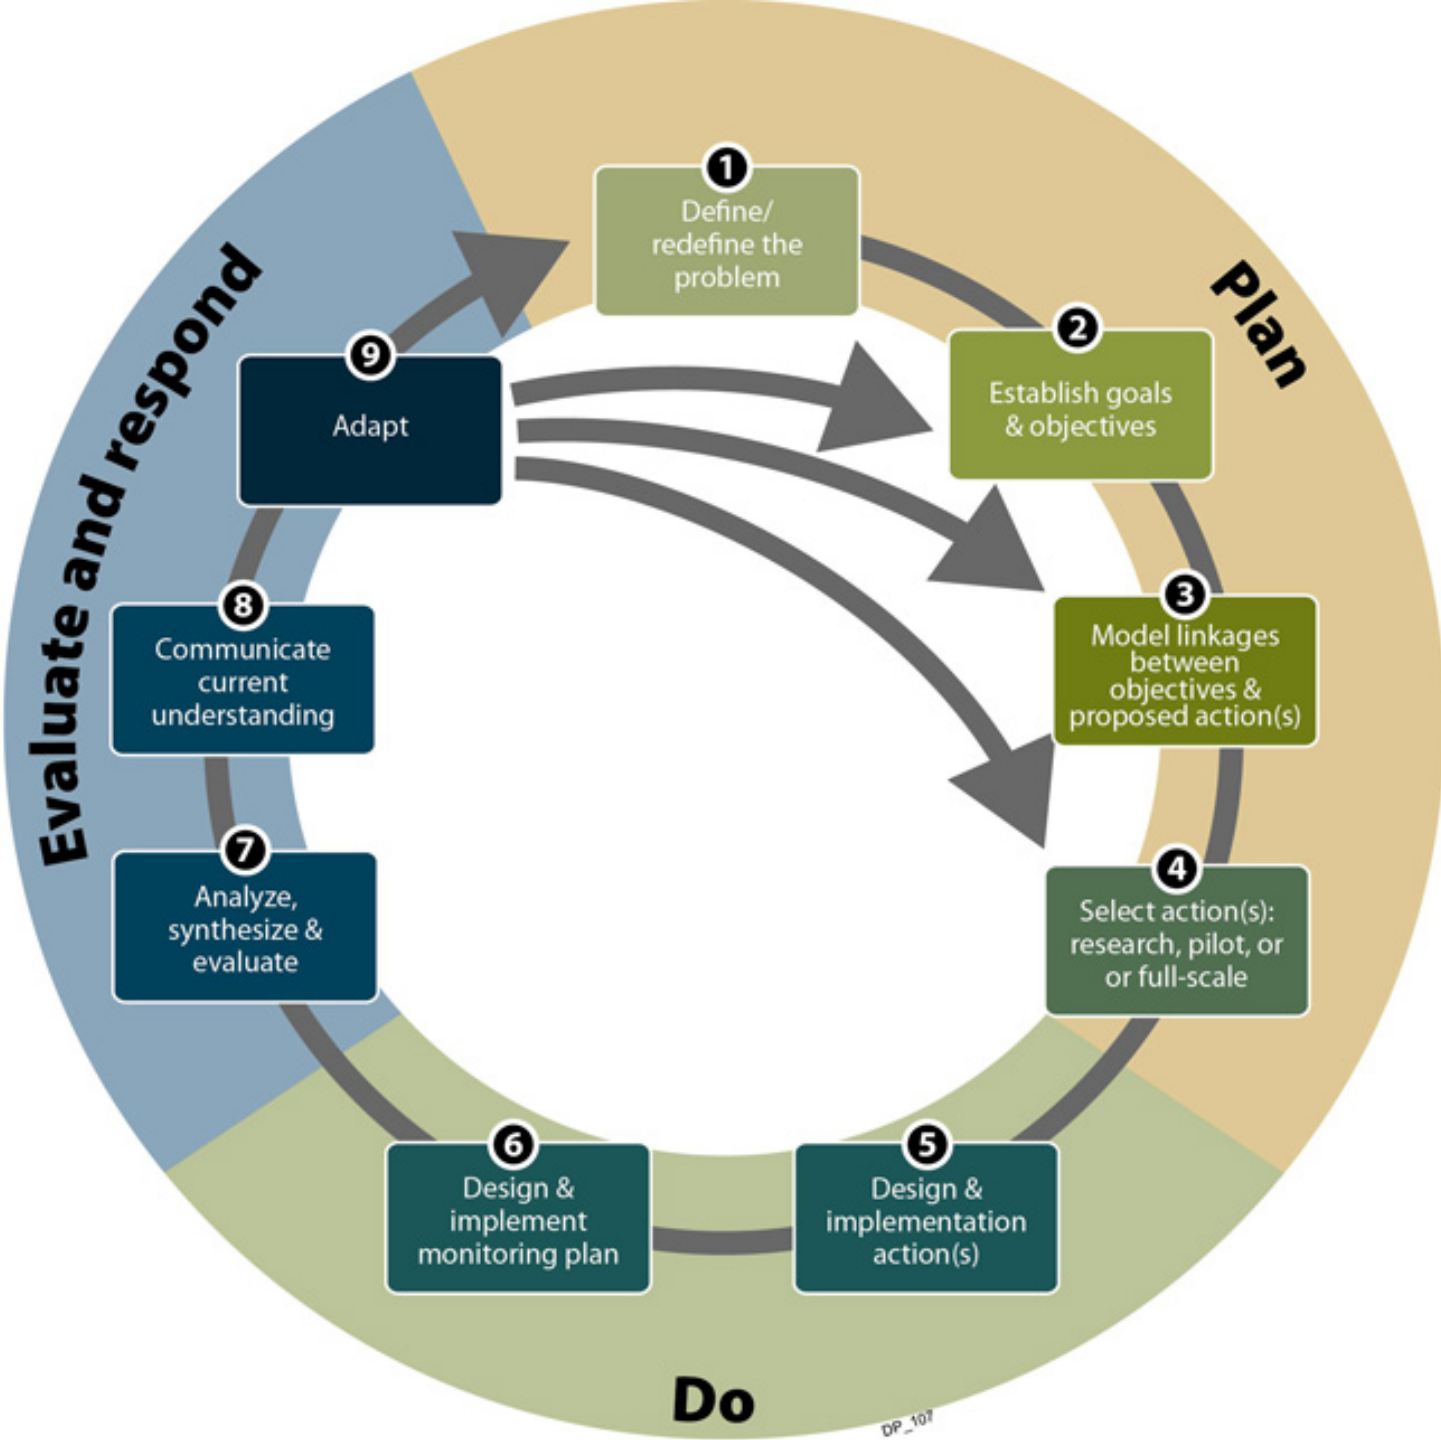 1
Define/
redefine the
problem
Plan
2
Establish goals
& objectives
3
Model linkages
between
objectives &
proposed action(s)
4
Select action(s):
research, pilot, or
or full-scale
5
Design &
implementation
action(s)
6
Design &
implement
monitoring plan
Do
DP_107
7
Analyze,
synthesize &
evaluate
8
Communicate
current
understanding
9
Adapt
Evaluate and respond